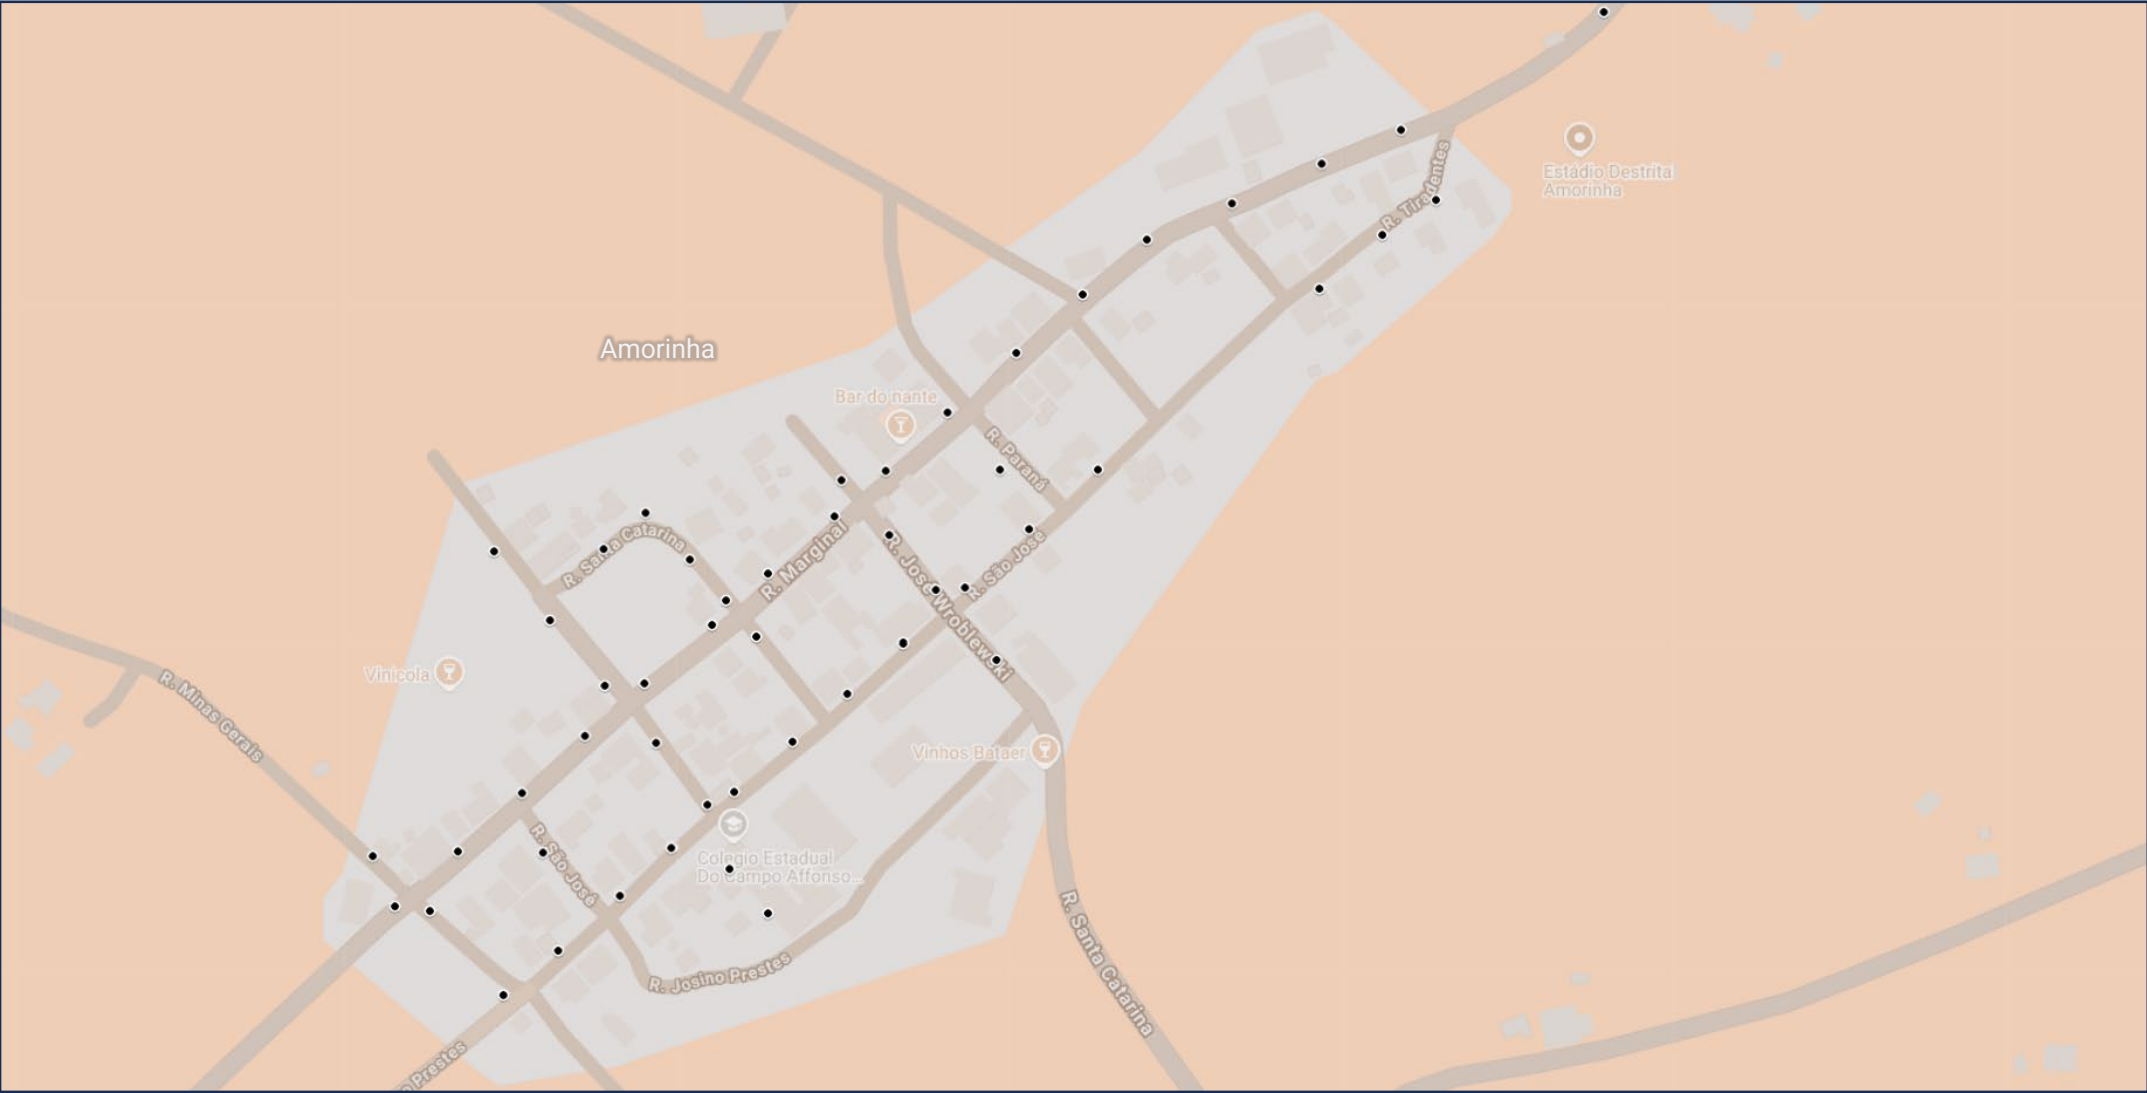 Estádio Destrital
Amorinha
R. Tiradentes
Amorinha
Bar do nante
R. Paraná
R. Santa Catarina
R. Marginal
R. José Wroblewski
R. São José
Vinícola
R. Minas Gerais
Vinhos Bataer
R. São José
Colégio Estadual
Do Campo Affonso...
R. Josino Prestes
R. Santa Catarina
o Prestes